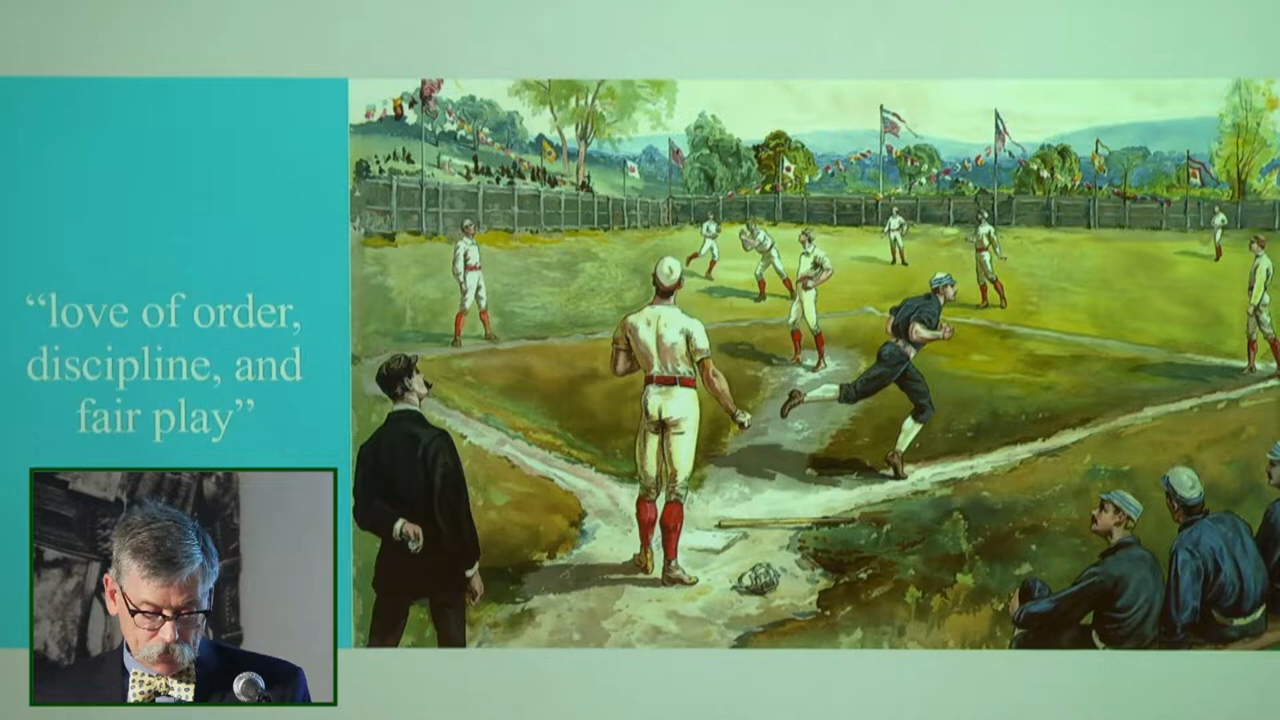 “love of order,
discipline, and
fair play”